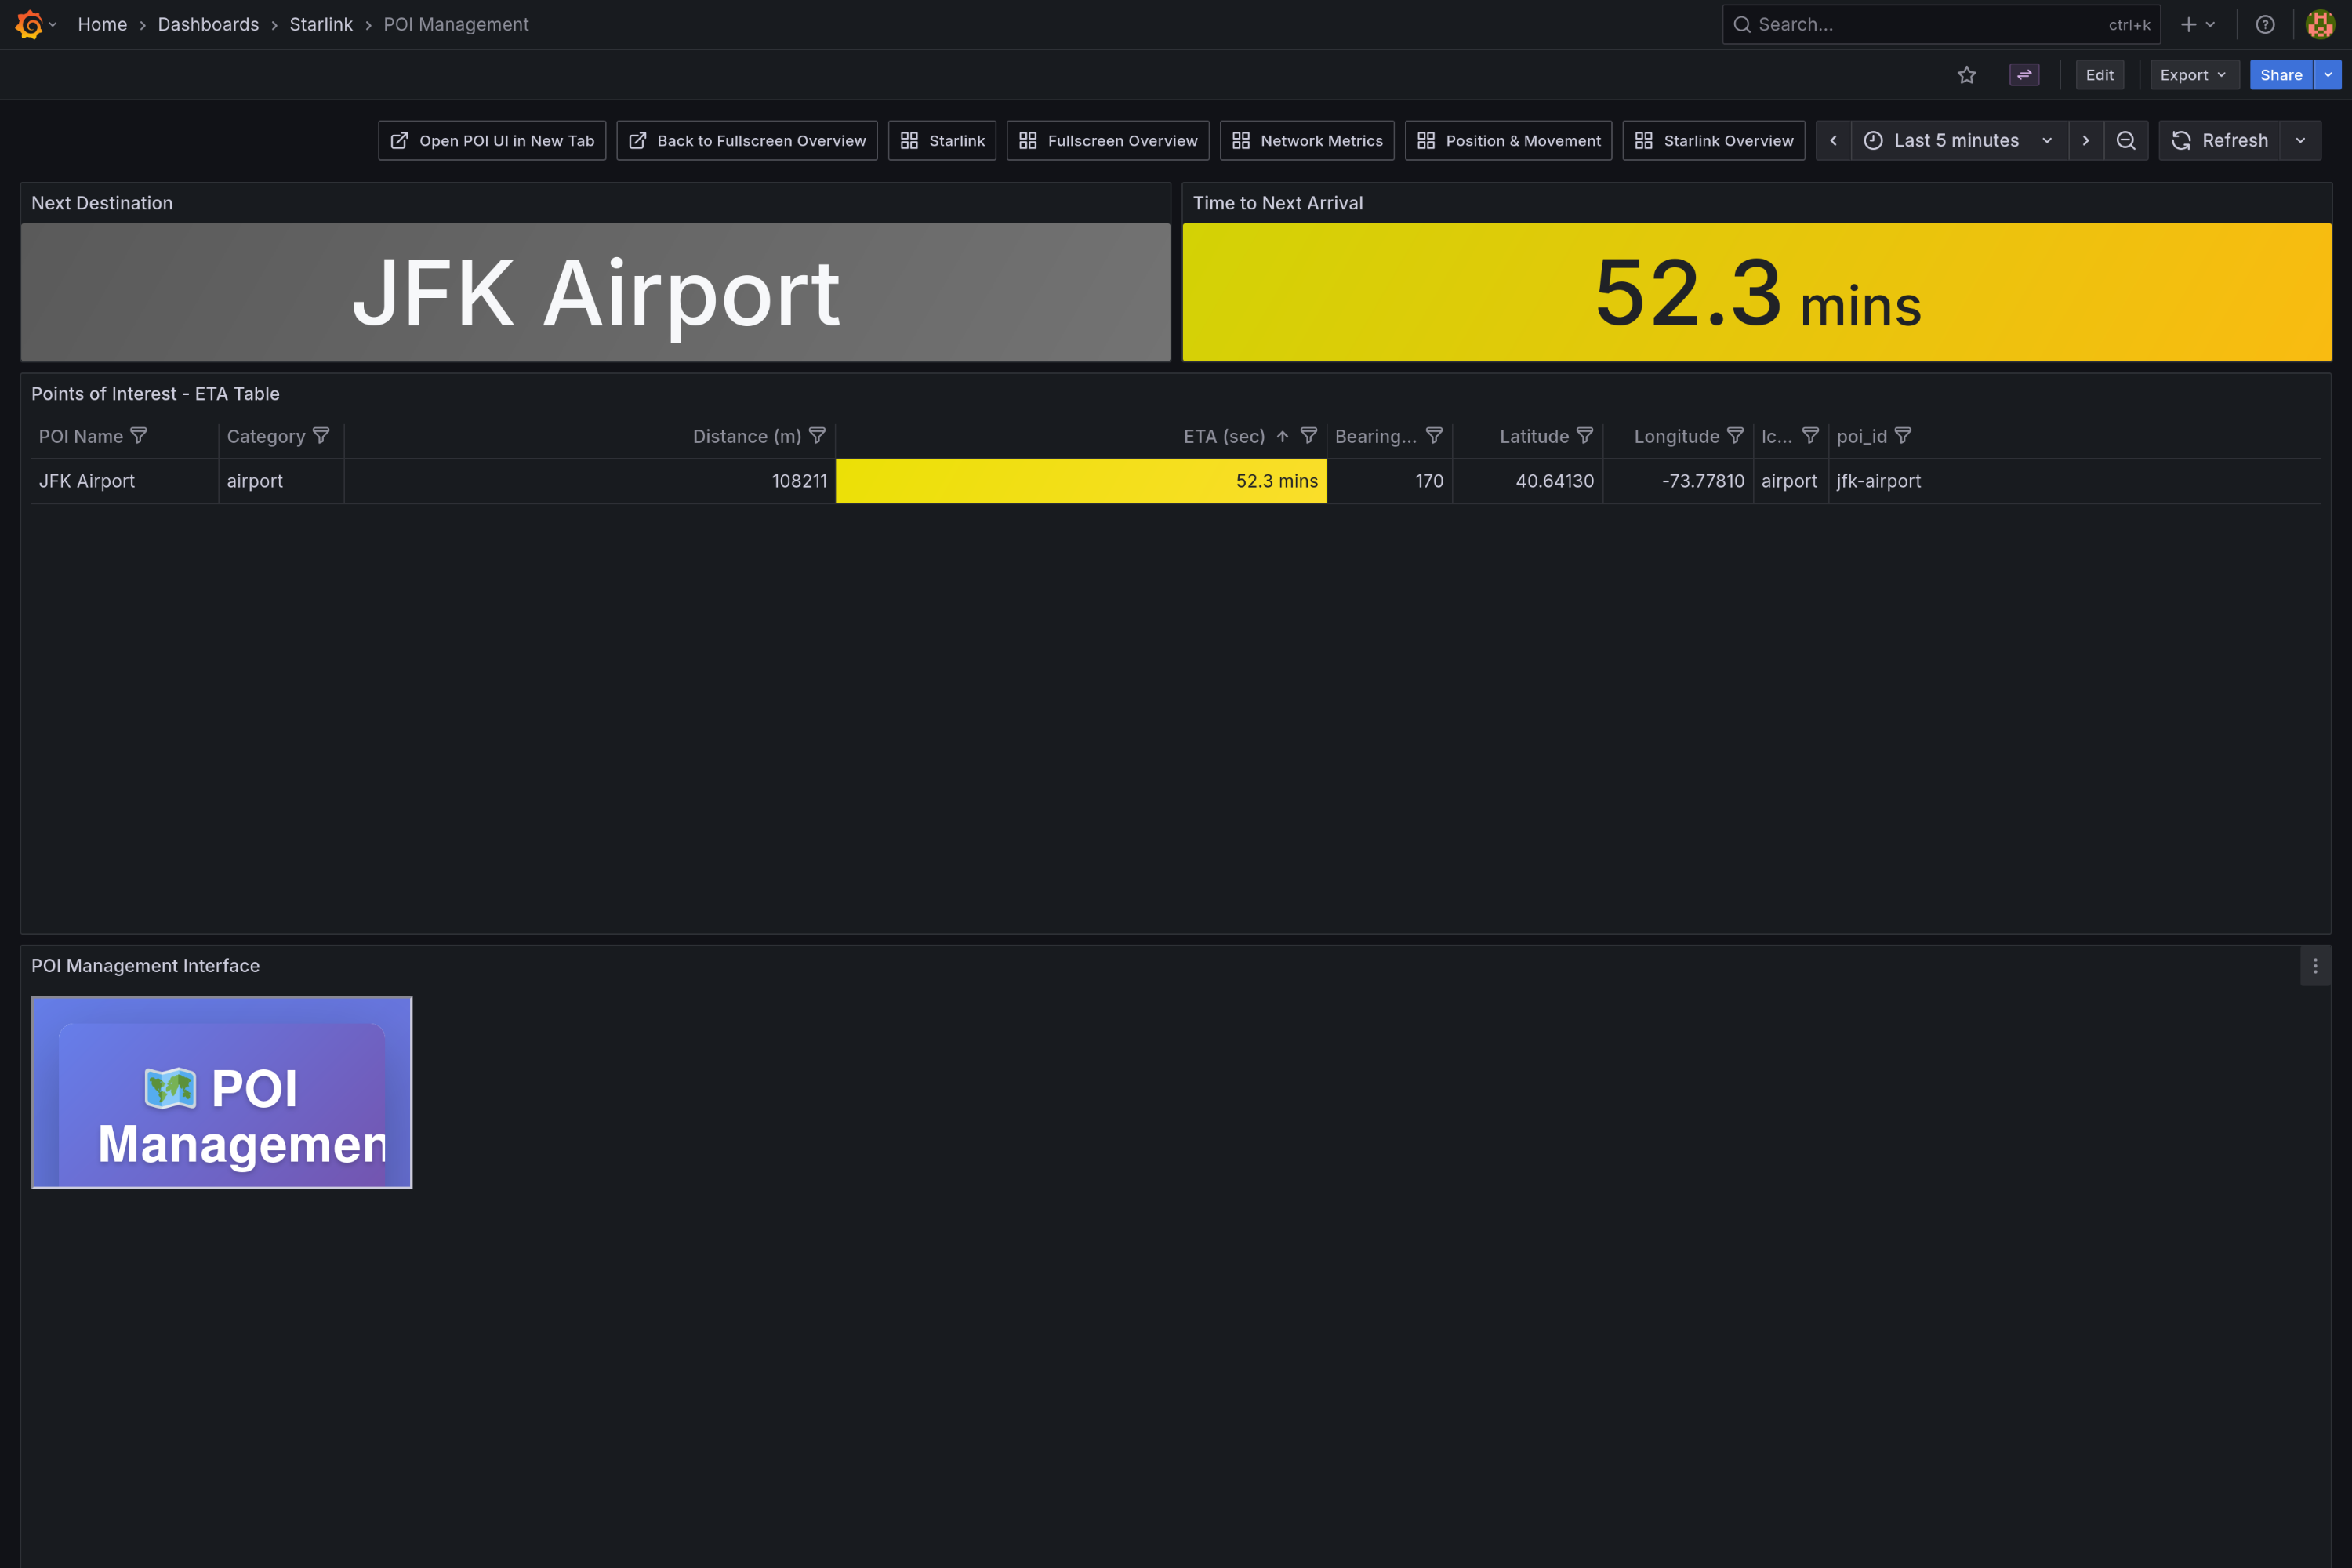 Home > Dashboards > Starlink > POI Management
Search... ctrl+k
Edit Export Share
Open POI UI in New Tab Back to Fullscreen Overview Starlink Fullscreen Overview Network Metrics Position & Movement Starlink Overview Last 5 minutes Refresh
Next Destination
JFK Airport
Time to Next Arrival
52.3 mins
Points of Interest - ETA Table
POI Name Category Distance (m) ETA (sec) Bearing... Latitude Longitude Ic... poi_id
JFK Airport airport 108211 52.3 mins 170 40.64130 -73.77810 airport jfk-airport
POI Management Interface
POI
Managemen